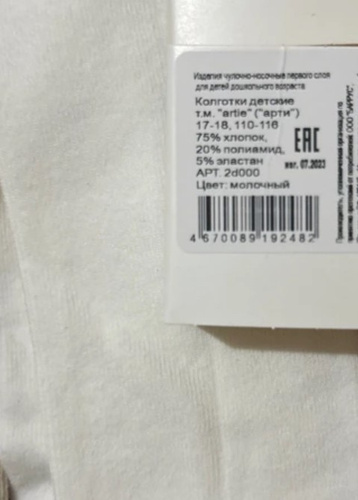 Изделия чулочно-носочные первого слоя
для детей дошкольного возраста
Колготки детские
т.м. "artie" ("арти")
17-18, 110-116
75% хлопок,
20% полиамид,
5% эластан
АРТ. 2d000
Цвет: молочный
EAC
изг. 07.2023
4 670089 192482